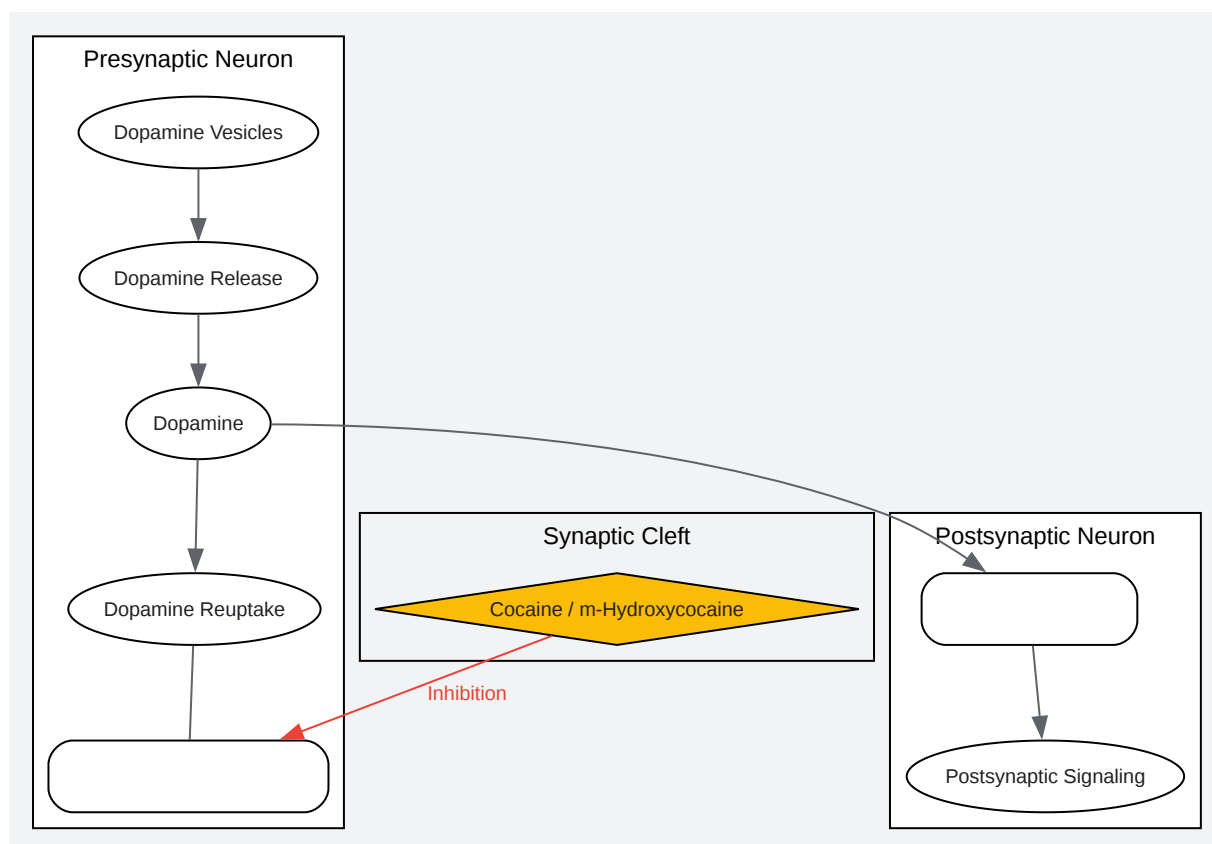 Presynaptic Neuron
Dopamine Vesicles
Dopamine Release
Dopamine
Synaptic Cleft
Postsynaptic Neuron
Dopamine Reuptake
Cocaine / m-Hydroxycocaine
Inhibition
Postsynaptic Signaling